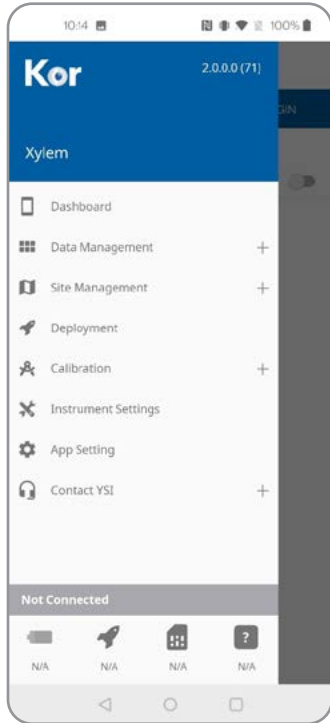 10:14 100%
Kor 2.0.0.0 (71)
GIN
Xylem
Dashboard
Data Management +
Site Management +
Deployment
Calibration +
Instrument Settings
App Setting
Contact YSI +
Not Connected
?
N/A N/A N/A N/A